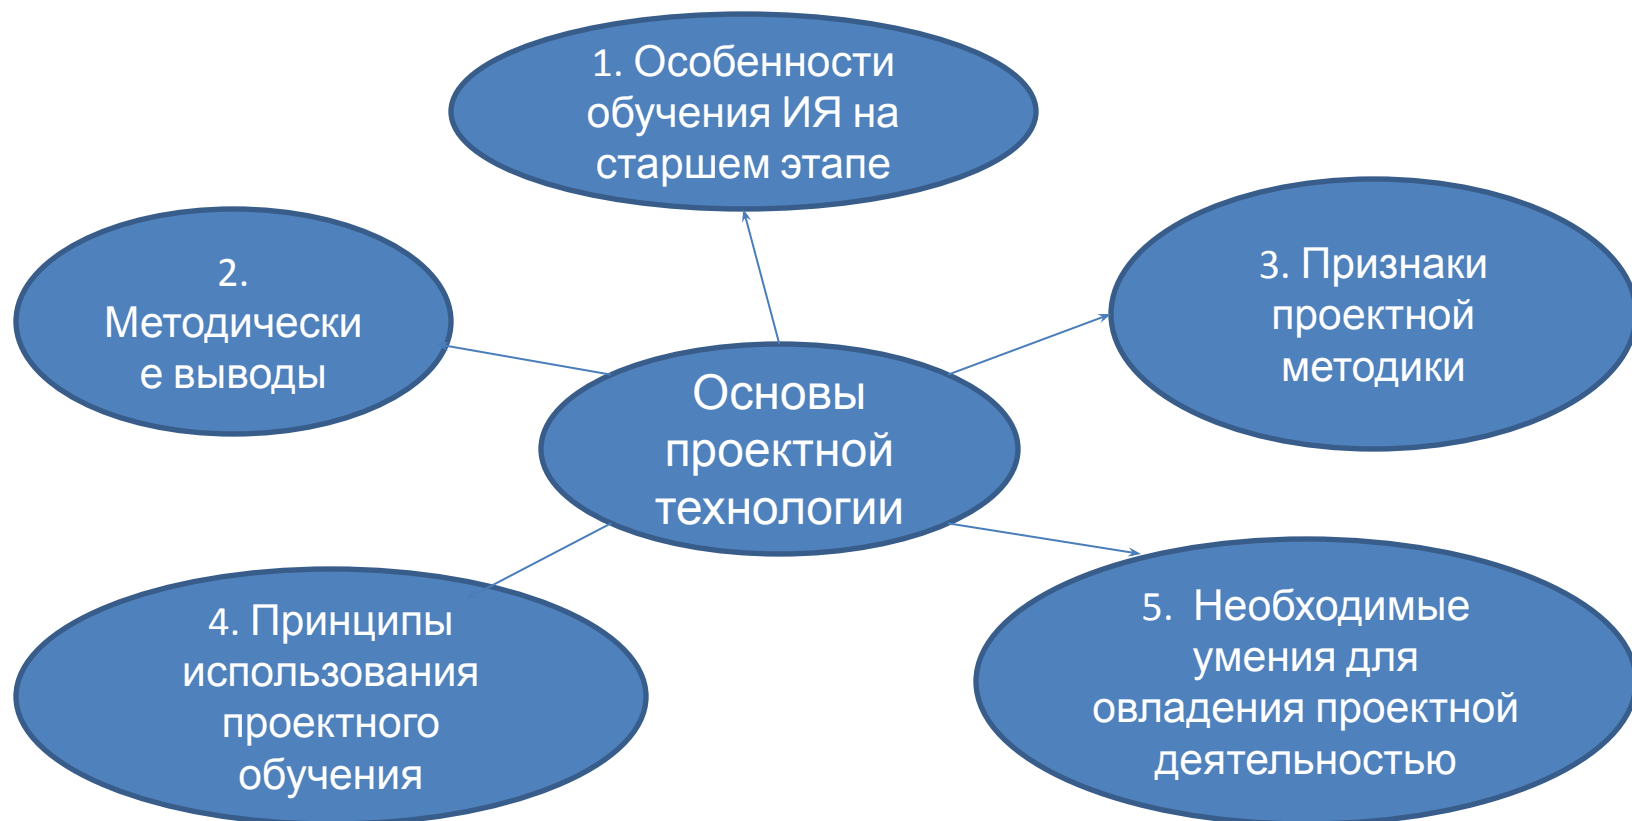 1. Особенности
обучения ИЯ на
старшем этапе
2.
Методически
е выводы
3. Признаки
проектной
методики
Основы
проектной
технологии
4. Принципы
использования
проектного
обучения
5. Необходимые
умения для
овладения проектной
деятельностью